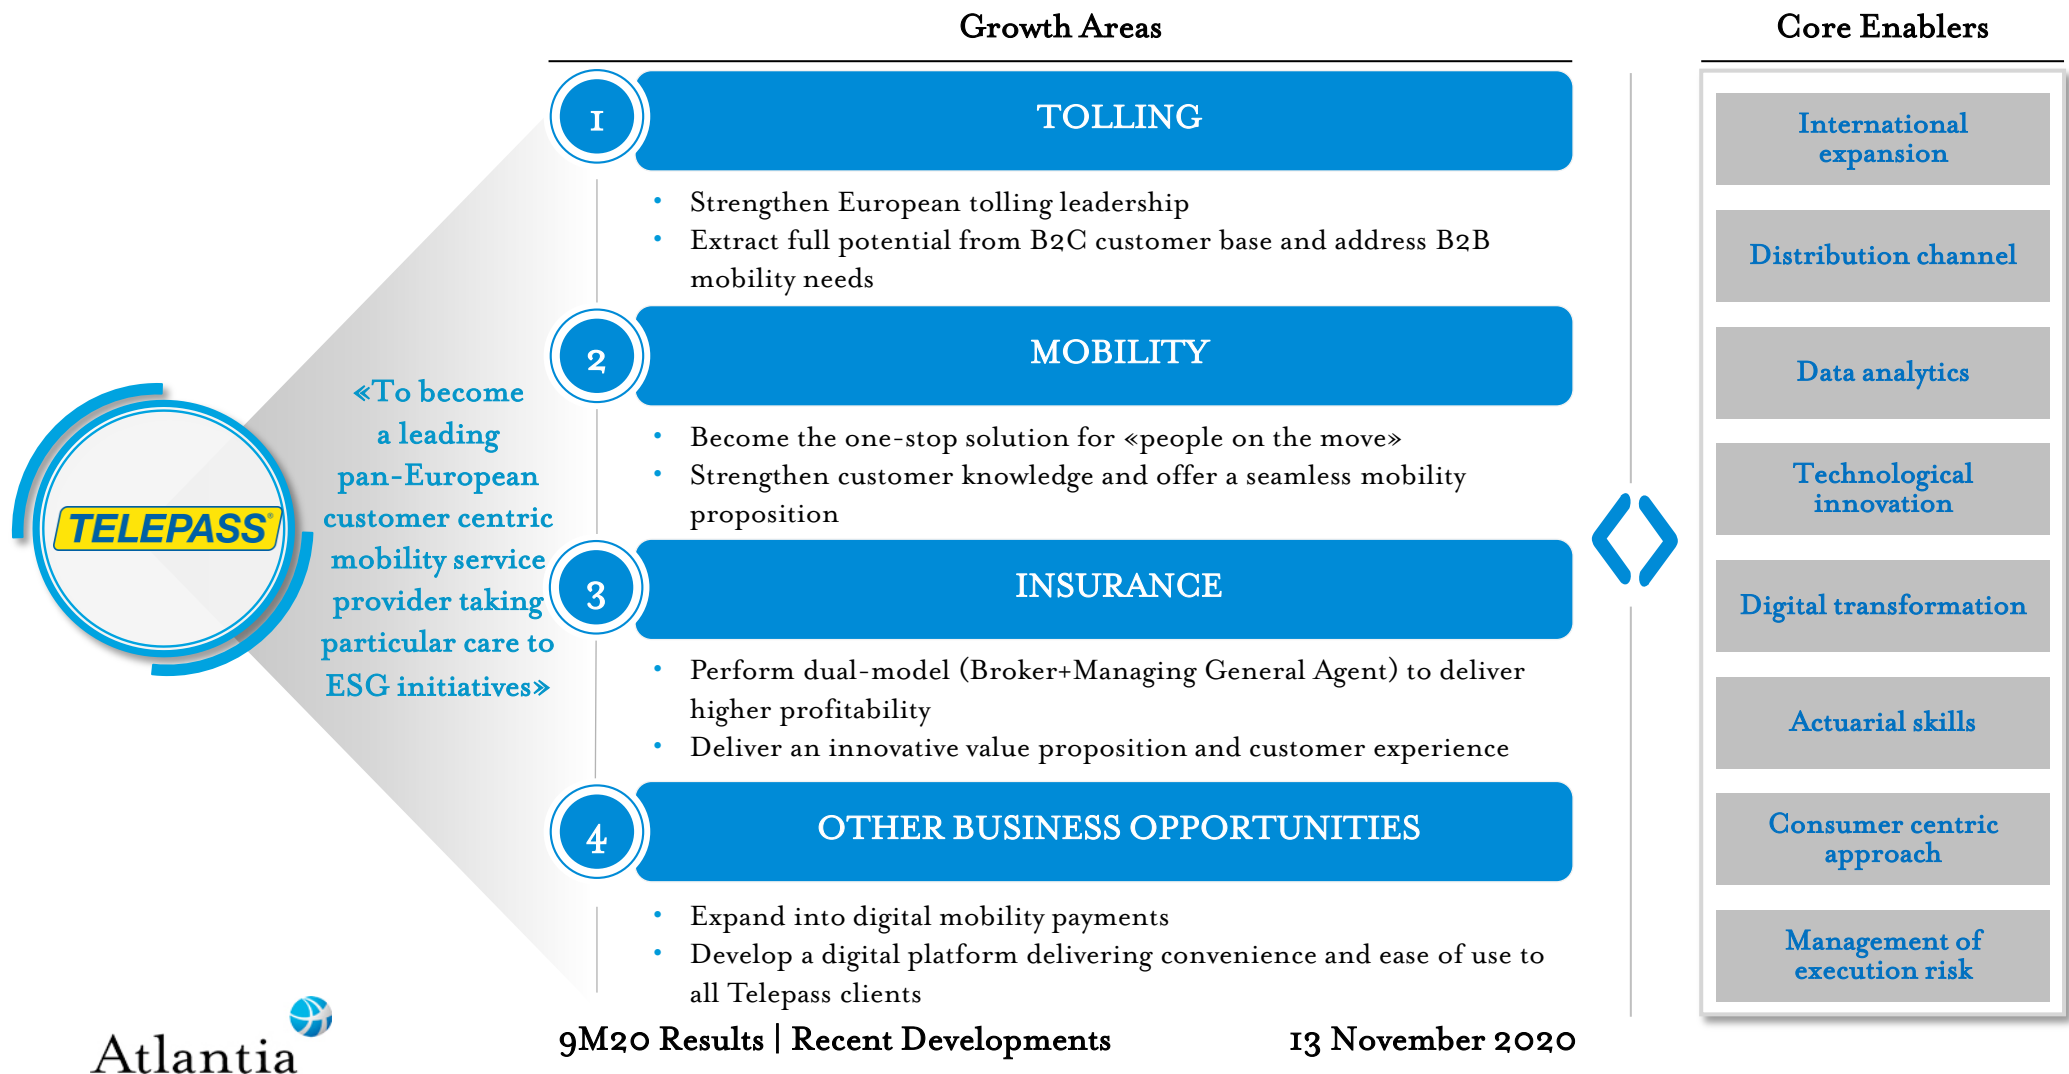 Growth Areas
Core Enablers
TELEPASS®
«To become
a leading
pan-European
customer centric
mobility service
provider taking
particular care to
ESG initiatives»
1
TOLLING
• Strengthen European tolling leadership
• Extract full potential from B2C customer base and address B2B
mobility needs
2
MOBILITY
• Become the one-stop solution for «people on the move»
• Strengthen customer knowledge and offer a seamless mobility
proposition
3
INSURANCE
• Perform dual-model (Broker+Managing General Agent) to deliver
higher profitability
• Deliver an innovative value proposition and customer experience
4
OTHER BUSINESS OPPORTUNITIES
• Expand into digital mobility payments
• Develop a digital platform delivering convenience and ease of use to
all Telepass clients
International
expansion
Distribution channel
Data analytics
Technological
innovation
Digital transformation
Actuarial skills
Consumer centric
approach
Management of
execution risk
Atlantia
9M20 Results | Recent Developments
13 November 2020